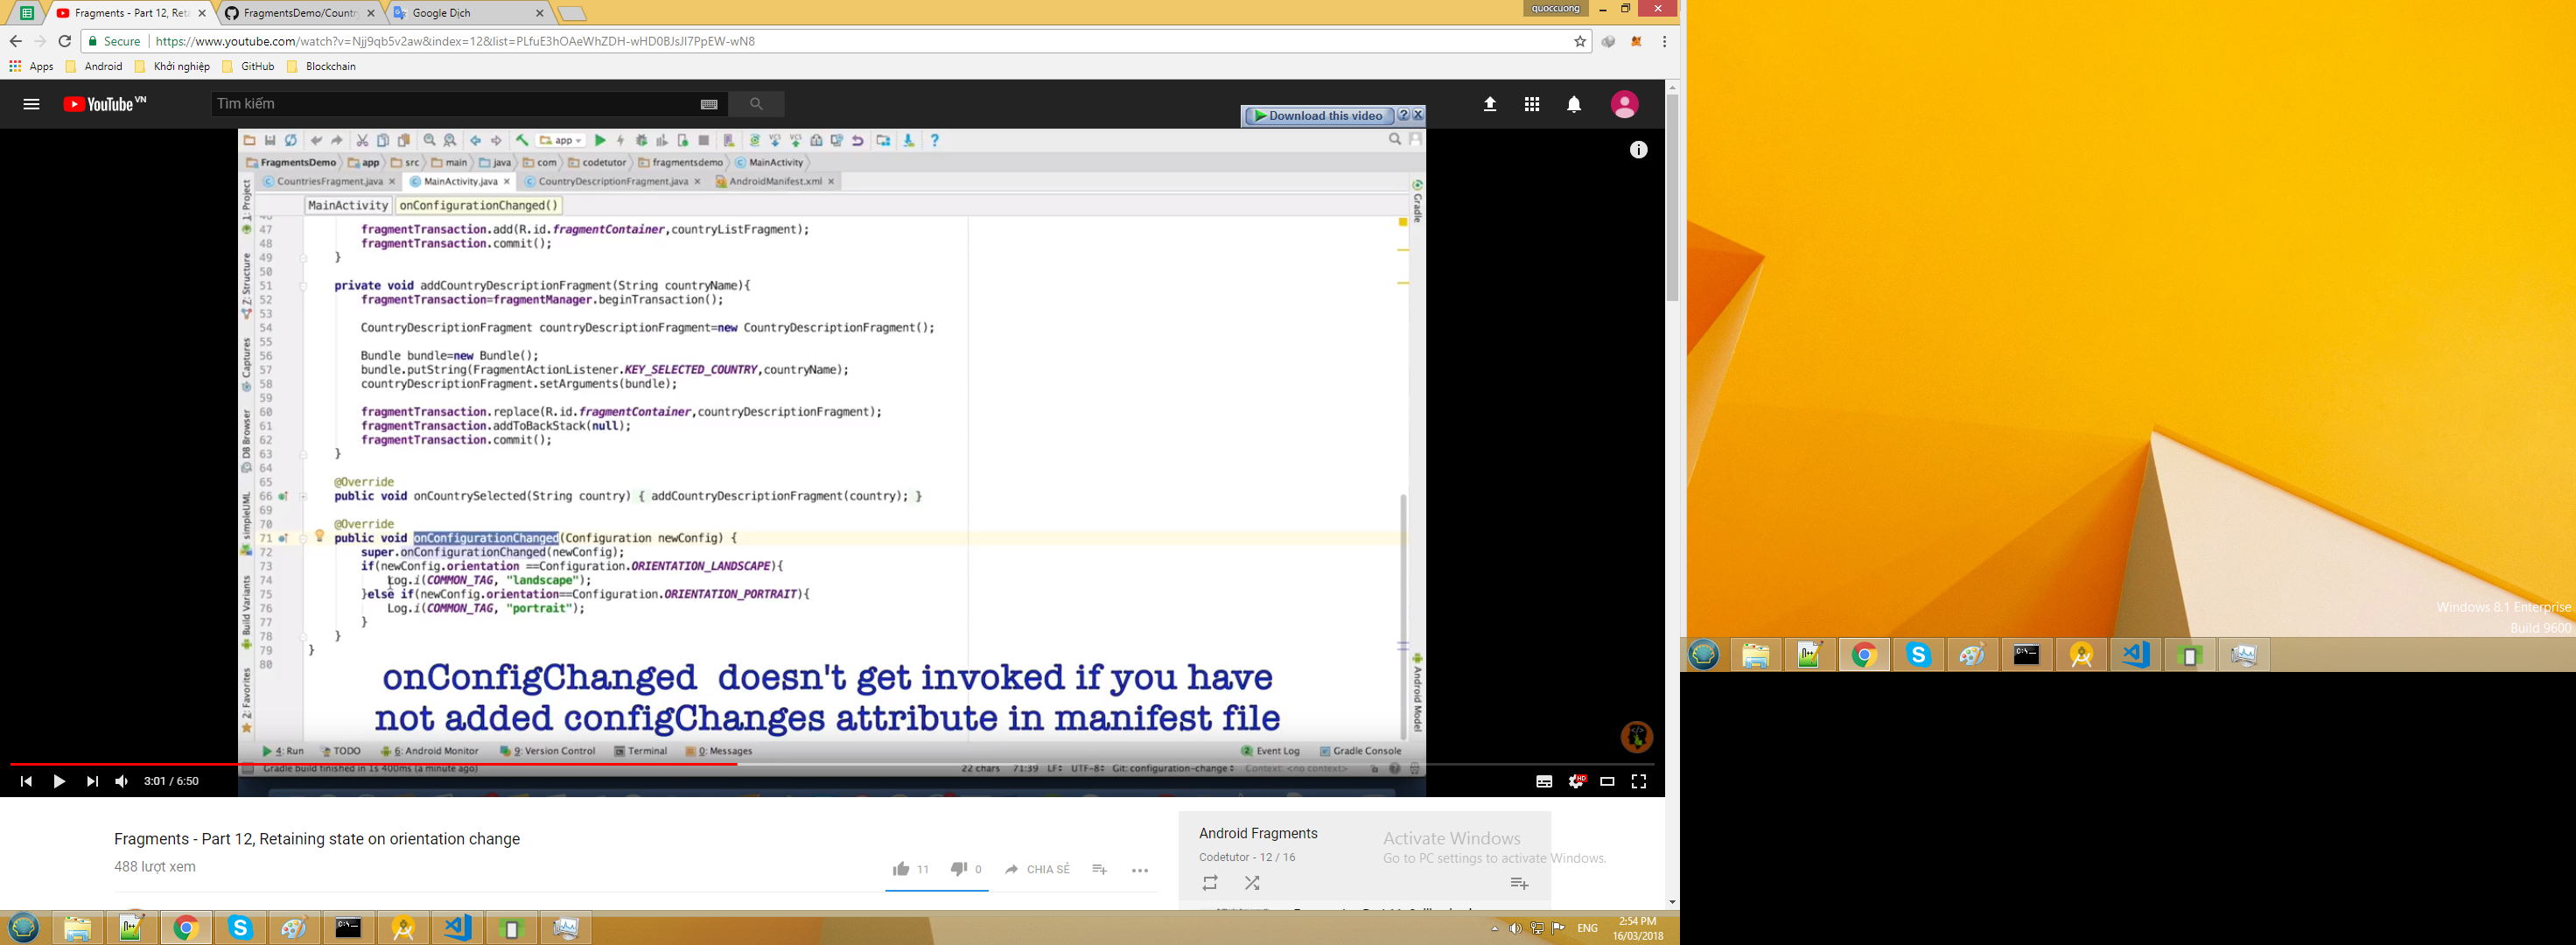 Fragments - Part 12, Reta
FragmentsDemo/Country
Google Dịch
quoccuong
Secure
https://www.youtube.com/watch?v=Njj9qb5v2aw&index=12&list=PLfuE3hOAeWhZDH-wHD0BJsJI7PpEW-wN8
Apps
Android
Khởi nghiệp
GitHub
Blockchain
YouTube VN
Tìm kiếm
Download this video
app
FragmentsDemo
app
src
main
java
com
codetutor
fragmentsdemo
MainActivity
CountriesFragment.java
MainActivity.java
CountryDescriptionFragment.java
AndroidManifest.xml
MainActivity
onConfigurationChanged()
1: Project
Z: Structure
Captures
DB Browser
simpleUML
Build Variants
2: Favorites
Gradle
Android Model
47 fragmentTransaction.add(R.id.fragmentContainer,countryListFragment);
48 fragmentTransaction.commit();
49 }
50
51 private void addCountryDescriptionFragment(String countryName){
52 fragmentTransaction=fragmentManager.beginTransaction();
53
54 CountryDescriptionFragment countryDescriptionFragment=new CountryDescriptionFragment();
55
56 Bundle bundle=new Bundle();
57 bundle.putString(FragmentActionListener.KEY_SELECTED_COUNTRY,countryName);
58 countryDescriptionFragment.setArguments(bundle);
59
60 fragmentTransaction.replace(R.id.fragmentContainer,countryDescriptionFragment);
61 fragmentTransaction.addToBackStack(null);
62 fragmentTransaction.commit();
63 }
64
65 @Override
66 public void onCountrySelected(String country) { addCountryDescriptionFragment(country); }
69
70 @Override
71 public void onConfigurationChanged(Configuration newConfig) {
72 super.onConfigurationChanged(newConfig);
73 if(newConfig.orientation ==Configuration.ORIENTATION_LANDSCAPE){
74 Log.i(COMMON_TAG, "landscape");
75 }else if(newConfig.orientation==Configuration.ORIENTATION_PORTRAIT){
76 Log.i(COMMON_TAG, "portrait");
77 }
78 }
79 }
80
onConfigChanged doesn't get invoked if you have
not added configChanges attribute in manifest file
4: Run
TODO
6: Android Monitor
9: Version Control
Terminal
0: Messages
2 Event Log
Gradle Console
Gradle build finished in 1s 400ms (a minute ago)
22 chars
71:39
LF
UTF-8
Git: configuration-change
Context: <no context>
3:01 / 6:50
HD
Fragments - Part 12, Retaining state on orientation change
488 lượt xem
11
0
CHIA SẺ
Android Fragments
Codetutor - 12 / 16
Activate Windows
Go to PC settings to activate Windows.
ENG
2:54 PM
16/03/2018
Windows 8.1 Enterprise
Build 9600